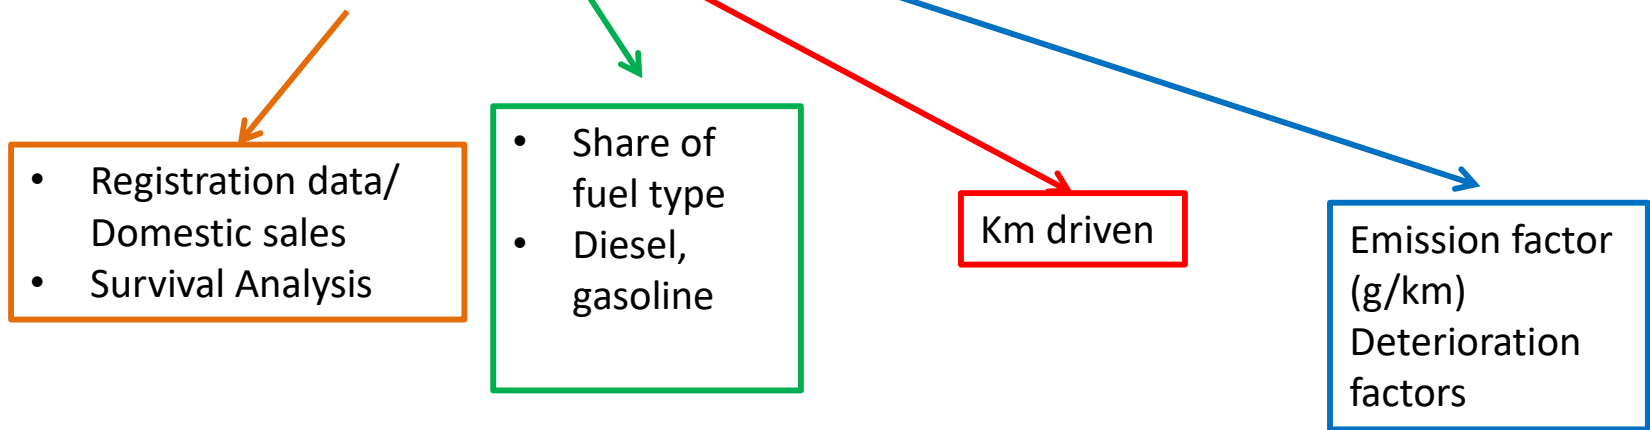 • Registration data/
Domestic sales
• Survival Analysis
• Share of
fuel type
• Diesel,
gasoline
Km driven
Emission factor
(g/km)
Deterioration
factors